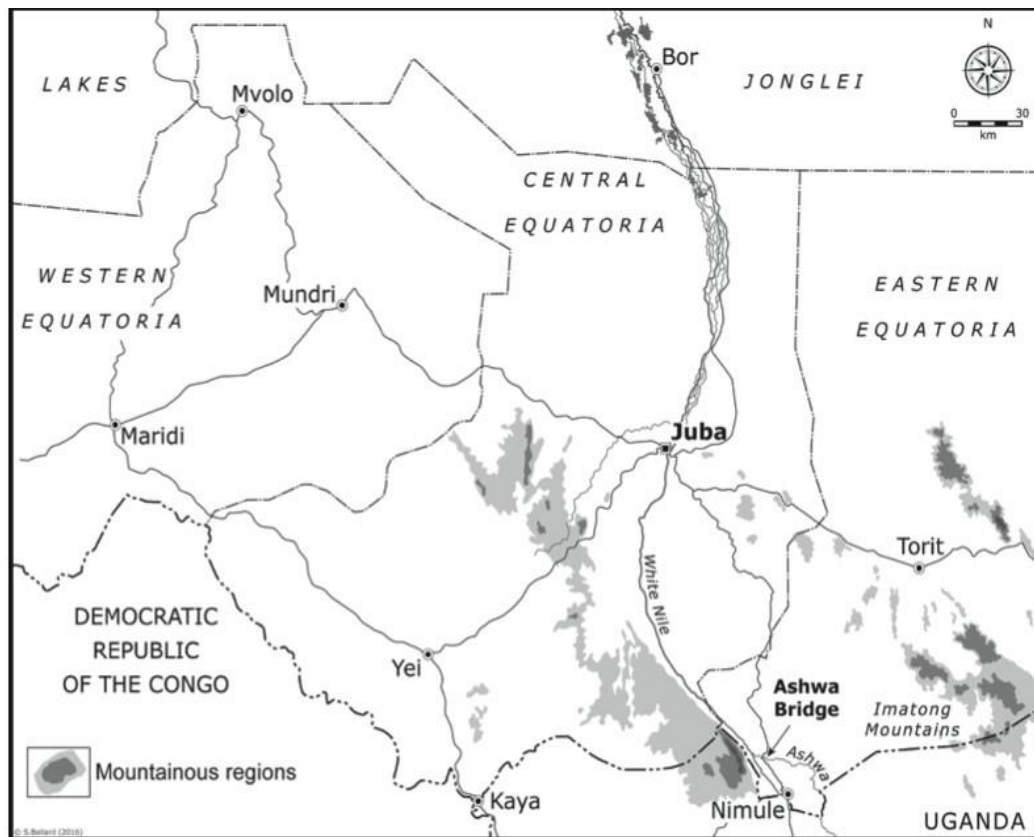 N
Bor
LAKES
JONGLEI
Mvolo
0 30
km
CENTRAL
EQUATORIA
WESTERN
EQUATORIA
Mundri
EASTERN
EQUATORIA
Juba
Maridi
Torit
White Nile
DEMOCRATIC
REPUBLIC
OF THE CONGO
Yei
Ashwa
Bridge
Imatong
Mountains
Ashwa
Mountainous regions
Kaya
Nimule
UGANDA
© S.Ballard (2016)